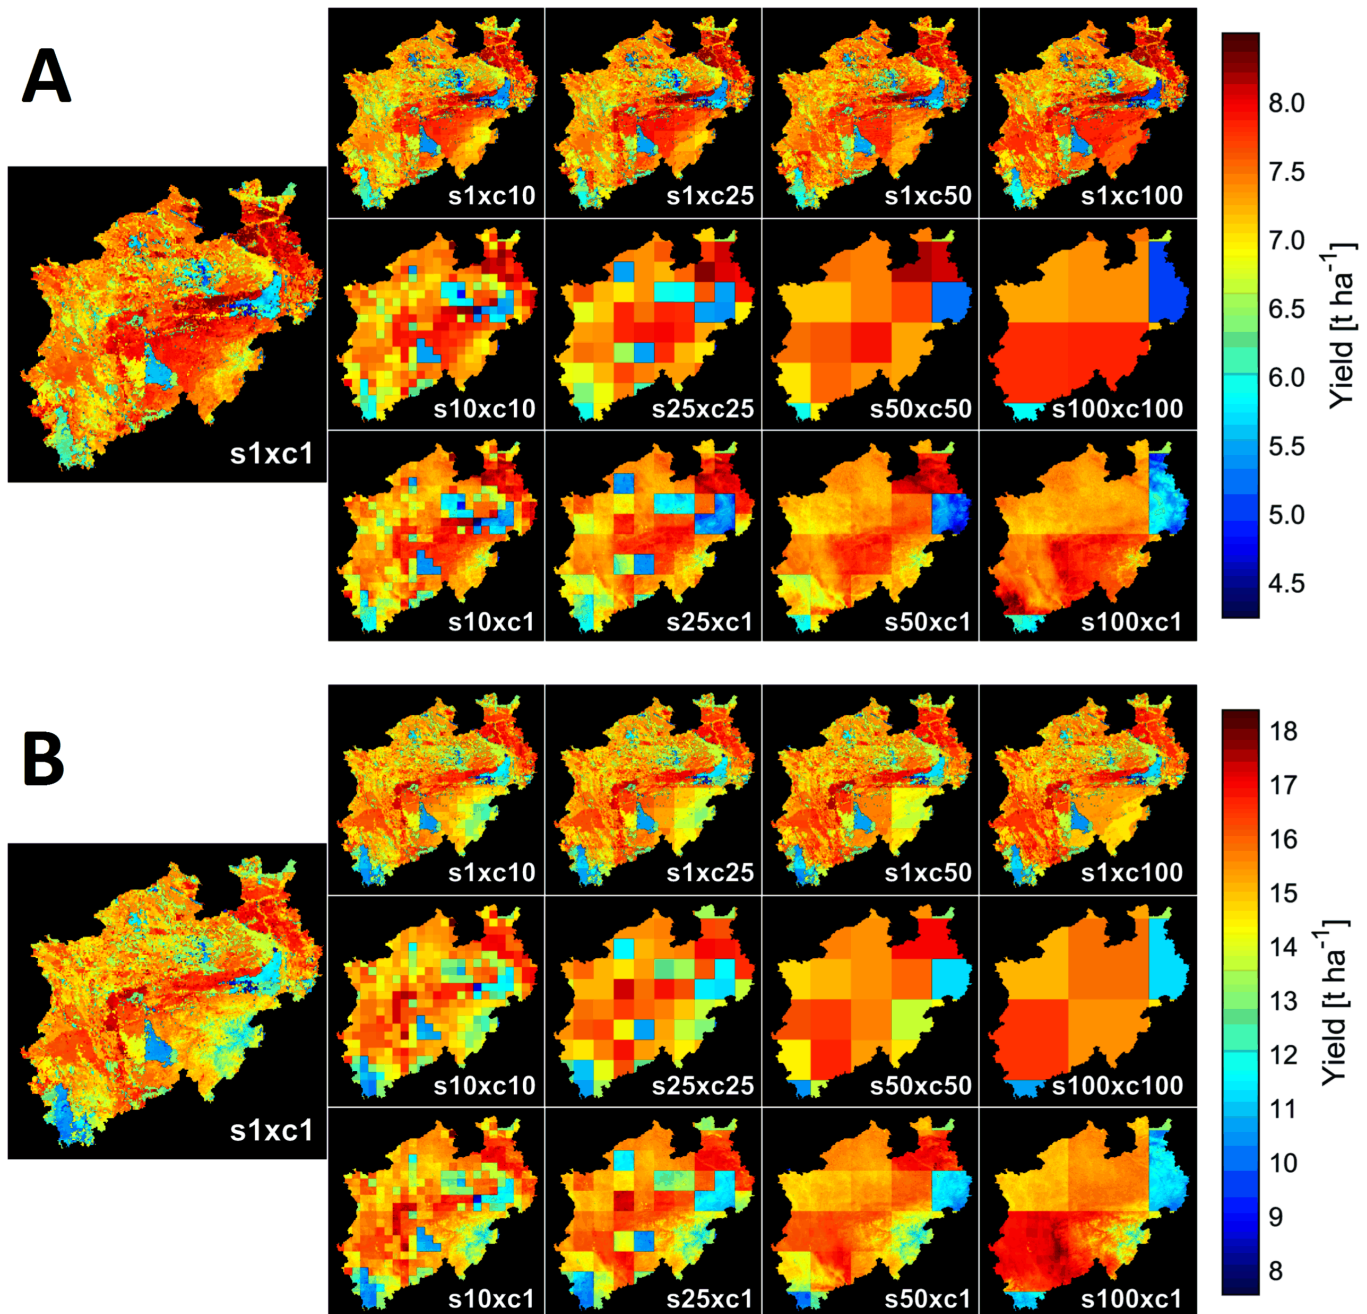 A
s1xc1
s1xc10
s1xc25
s1xc50
s1xc100
s10xc10
s25xc25
s50xc50
s100xc100
s10xc1
s25xc1
s50xc1
s100xc1
8.0
7.5
7.0
6.5
6.0
5.5
5.0
4.5
Yield [t ha⁻¹]
B
s1xc1
s1xc10
s1xc25
s1xc50
s1xc100
s10xc10
s25xc25
s50xc50
s100xc100
s10xc1
s25xc1
s50xc1
s100xc1
18
17
16
15
14
13
12
11
10
9
8
Yield [t ha⁻¹]